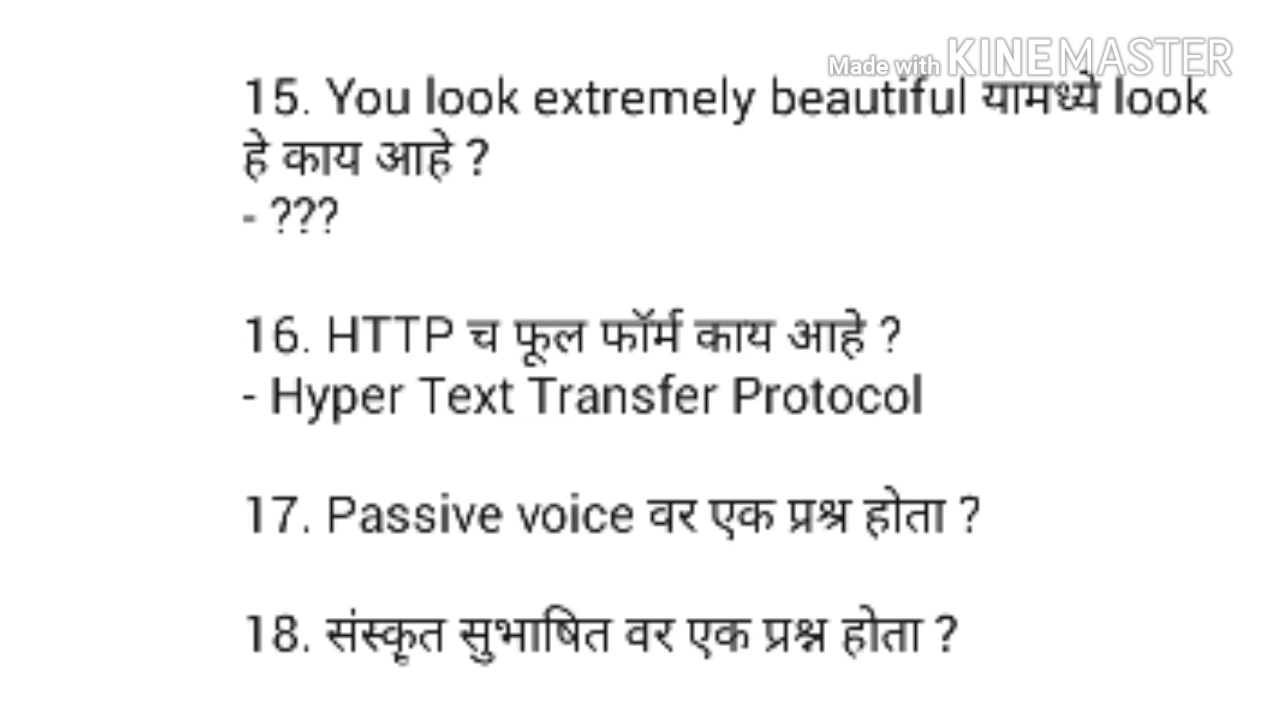 Made with KINEMASTER
15. You look extremely beautiful यामध्ये look
हे काय आहे ?
- ???
16. HTTP च फूल फॉर्म काय आहे ?
- Hyper Text Transfer Protocol
17. Passive voice वर एक प्रश्न होता ?
18. संस्कृत सुभाषित वर एक प्रश्न होता ?